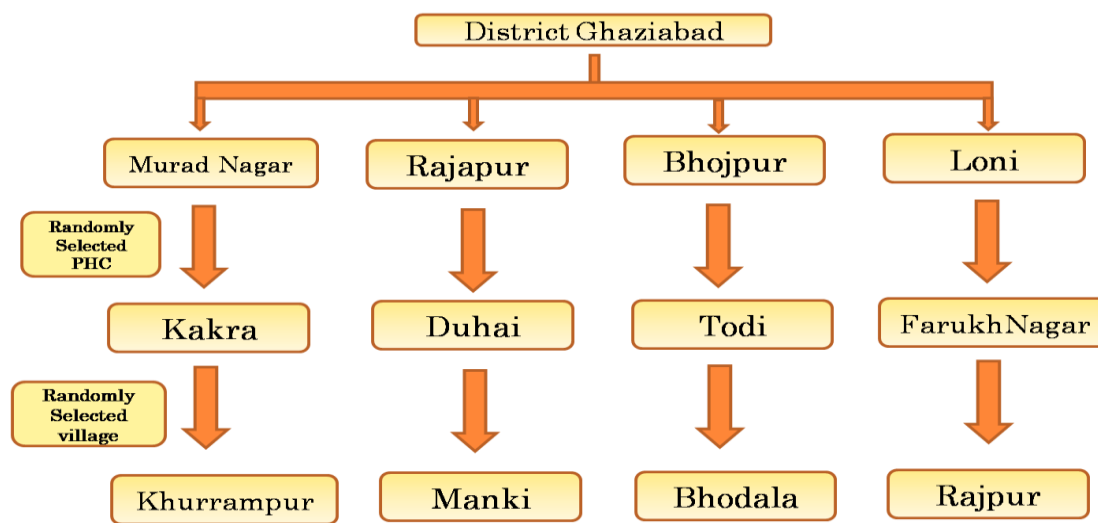 District Ghaziabad
Murad Nagar
Rajapur
Bhojpur
Loni
Randomly
Selected
PHC
Kakra
Duhai
Todi
FarukhNagar
Randomly
Selected
village
Khurrampur
Manki
Bhodala
Rajpur